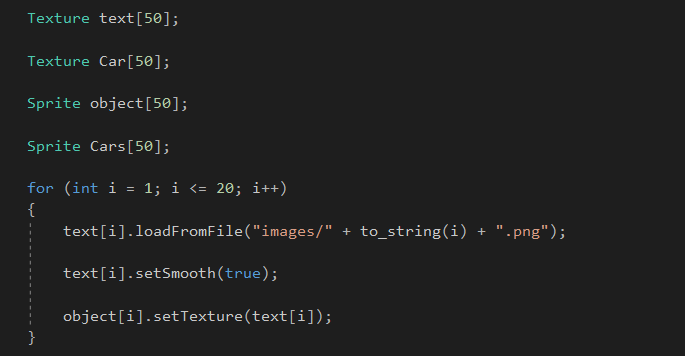 Texture text[50];
Texture Car[50];
Sprite object[50];
Sprite Cars[50];
for (int i = 1; i <= 20; i++)
{
text[i].loadFromFile("images/" + to_string(i) + ".png");
text[i].setSmooth(true);
object[i].setTexture(text[i]);
}